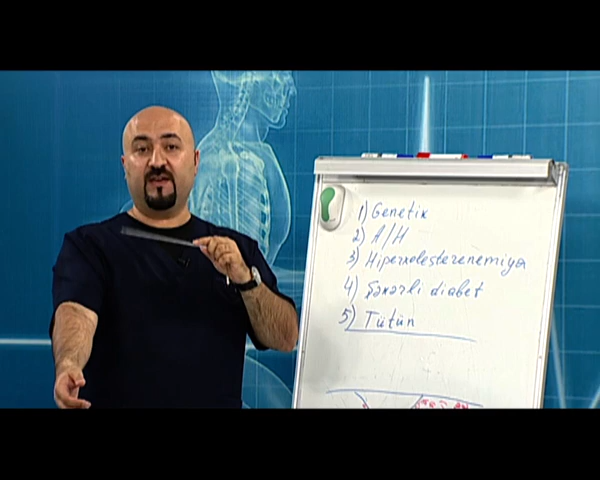 1) Genetik
2) A/H
3) Hiperxolesterenemiya
4) Şəkərli diabet
5) Tütün